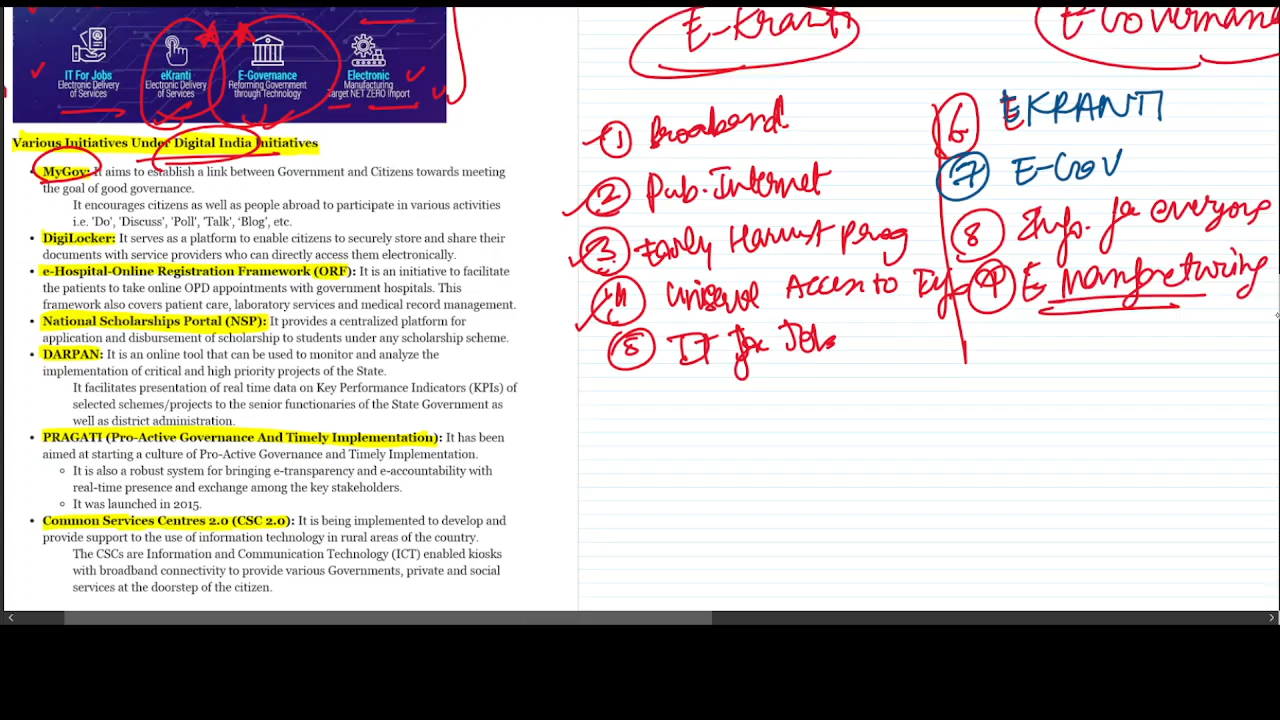 E-Kranti
E-Governance
IT For Jobs
Electronic Delivery
of Services
eKranti
Electronic Delivery
of Services
E-Governance
Reforming Government
through Technology
Electronic
Manufacturing
Target NET ZERO Import
Various Initiatives Under Digital India Initiatives
MyGov: It aims to establish a link between Government and Citizens towards meeting
the goal of good governance.
It encourages citizens as well as people abroad to participate in various activities
i.e. 'Do', 'Discuss', 'Poll', 'Talk', 'Blog', etc.
DigiLocker: It serves as a platform to enable citizens to securely store and share their
documents with service providers who can directly access them electronically.
e-Hospital-Online Registration Framework (ORF): It is an initiative to facilitate
the patients to take online OPD appointments with government hospitals. This
framework also covers patient care, laboratory services and medical record management.
National Scholarships Portal (NSP): It provides a centralized platform for
application and disbursement of scholarship to students under any scholarship scheme.
DARPAN: It is an online tool that can be used to monitor and analyze the
implementation of critical and high priority projects of the State.
It facilitates presentation of real time data on Key Performance Indicators (KPIs) of
selected schemes/projects to the senior functionaries of the State Government as
well as district administration.
PRAGATI (Pro-Active Governance And Timely Implementation): It has been
aimed at starting a culture of Pro-Active Governance and Timely Implementation.
It is also a robust system for bringing e-transparency and e-accountability with
real-time presence and exchange among the key stakeholders.
It was launched in 2015.
Common Services Centres 2.0 (CSC 2.0): It is being implemented to develop and
provide support to the use of information technology in rural areas of the country.
The CSCs are Information and Communication Technology (ICT) enabled kiosks
with broadband connectivity to provide various Governments, private and social
services at the doorstep of the citizen.
1 Broaband
2 Pub. Internet
3 Early Harvest prog
4 Access to
5 IT for Jobs
6 EKRANTI
7 E-Gov
8 Info. for everyone
9 E